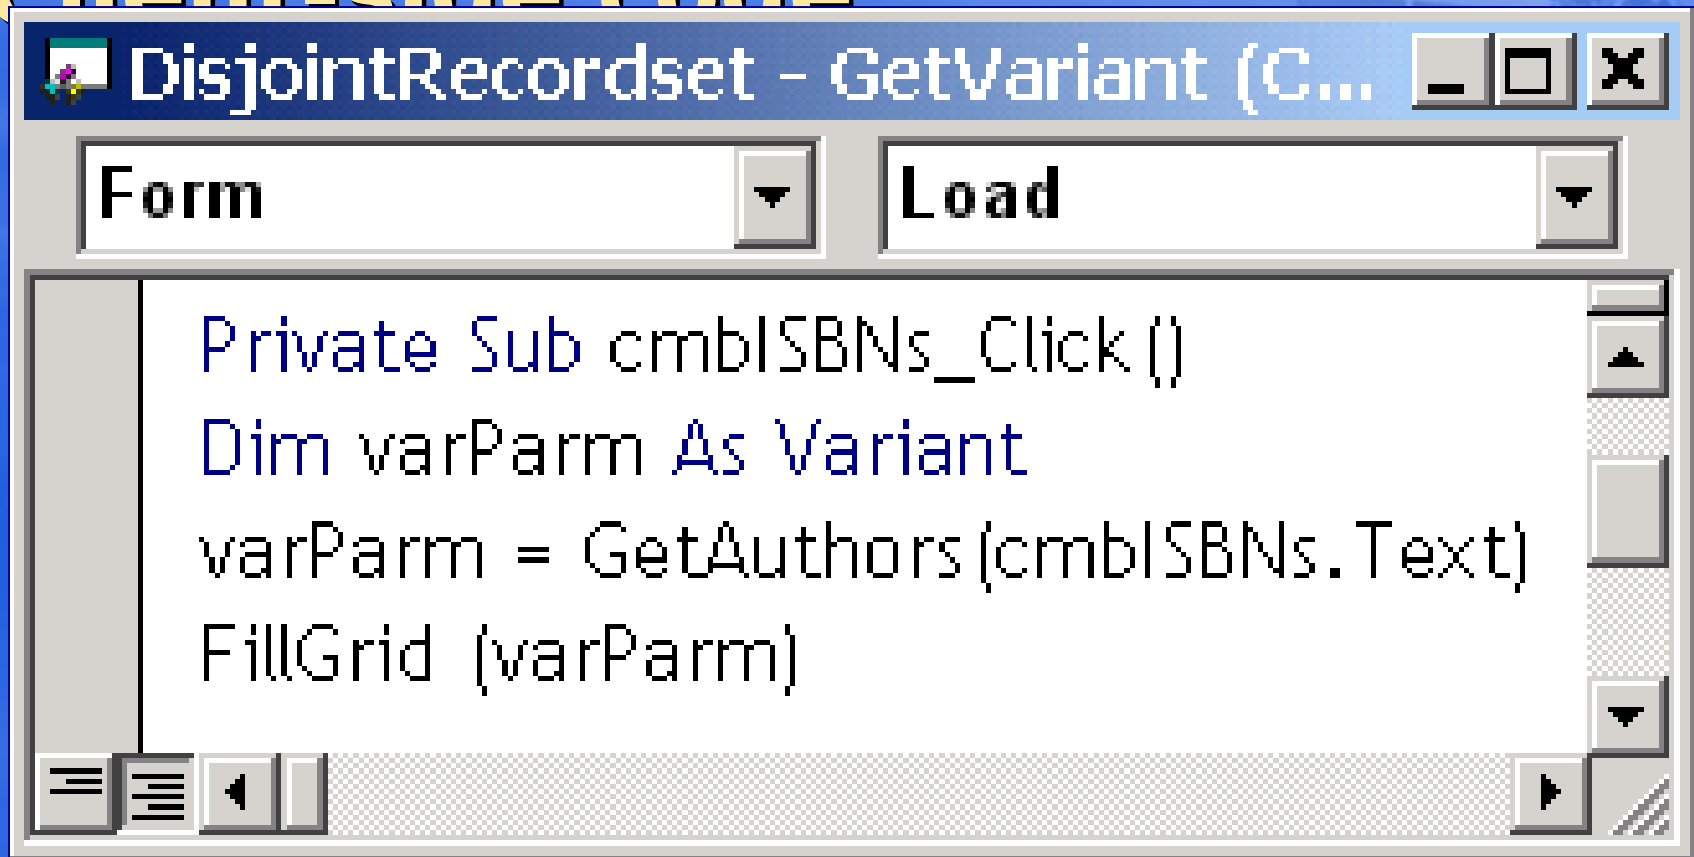 DisjointRecordset - GetVariant (C...
Form Load
Private Sub cmbISBNs_Click()
Dim varParm As Variant
varParm = GetAuthors(cmbISBNs.Text)
FillGrid (varParm)